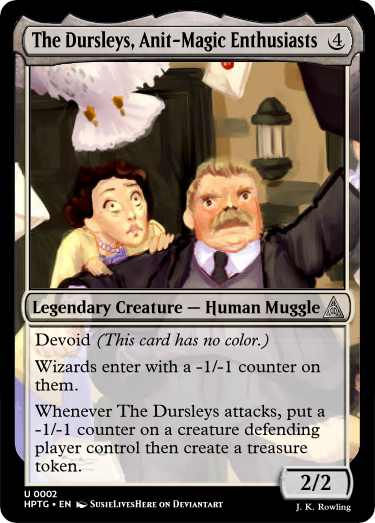 The Dursleys, Anit-Magic Enthusiasts 4
Legendary Creature — Human Muggle
Devoid (This card has no color.)
Wizards enter with a -1/-1 counter on
them.
Whenever The Dursleys attacks, put a
-1/-1 counter on a creature defending
player control then create a treasure
token.
2/2
U 0002
HPTG • EN SusieLivesHere on Deviantart
J. K. Rowling